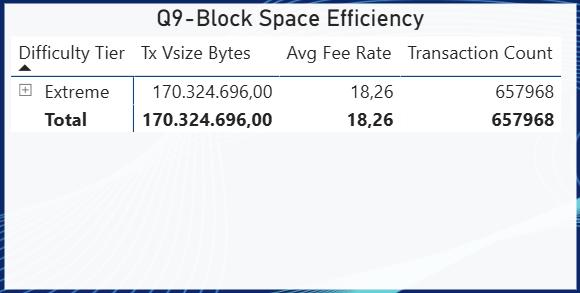 Q9-Block Space Efficiency
Difficulty Tier Tx Vsize Bytes Avg Fee Rate Transaction Count
Extreme 170.324.696,00 18,26 657968
Total 170.324.696,00 18,26 657968